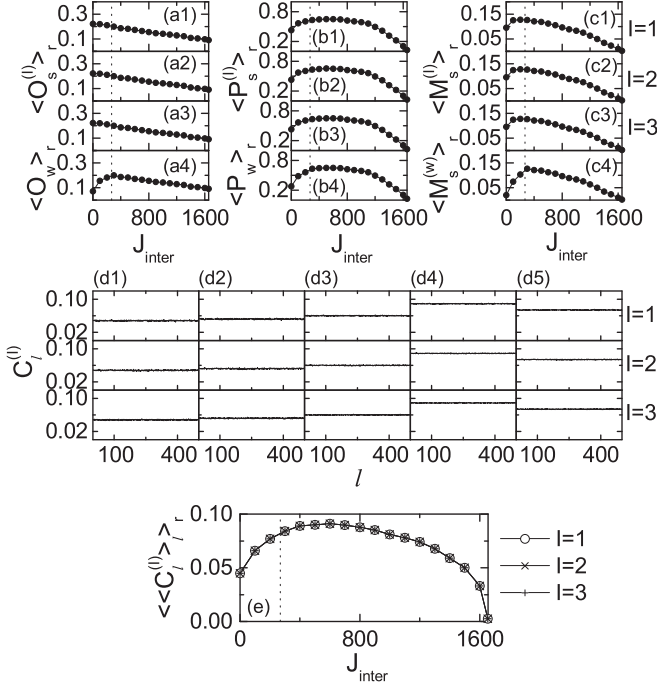 0.3 (a1) 0.8 (b1) 0.15 (c1) I=1
0.1 0.2 0.05
<O_s^(I)>_r <P_s^(I)>_r <M_s^(I)>_r
0.3 (a2) 0.8 (b2) 0.15 (c2) I=2
0.1 0.2 0.05
0.3 (a3) 0.8 (b3) 0.15 (c3) I=3
0.1 0.2 0.05
<O_w>_r <P_w>_r <M_s^(w)>_r
0.3 (a4) 0.8 (b4) 0.15 (c4)
0.1 0.2 0.05
0 800 1600 0 800 1600 0 800 1600
J_inter J_inter J_inter
(d1) (d2) (d3) (d4) (d5)
0.10 I=1
0.02
C_l^(I)
0.10 I=2
0.02
0.10 I=3
0.02
100 400 100 400 100 400 100 400 100 400
l
<<C_l^(I)>_l>_r
0.10
0.05
0.00
(e)
I=1
I=2
I=3
0 800 1600
J_inter